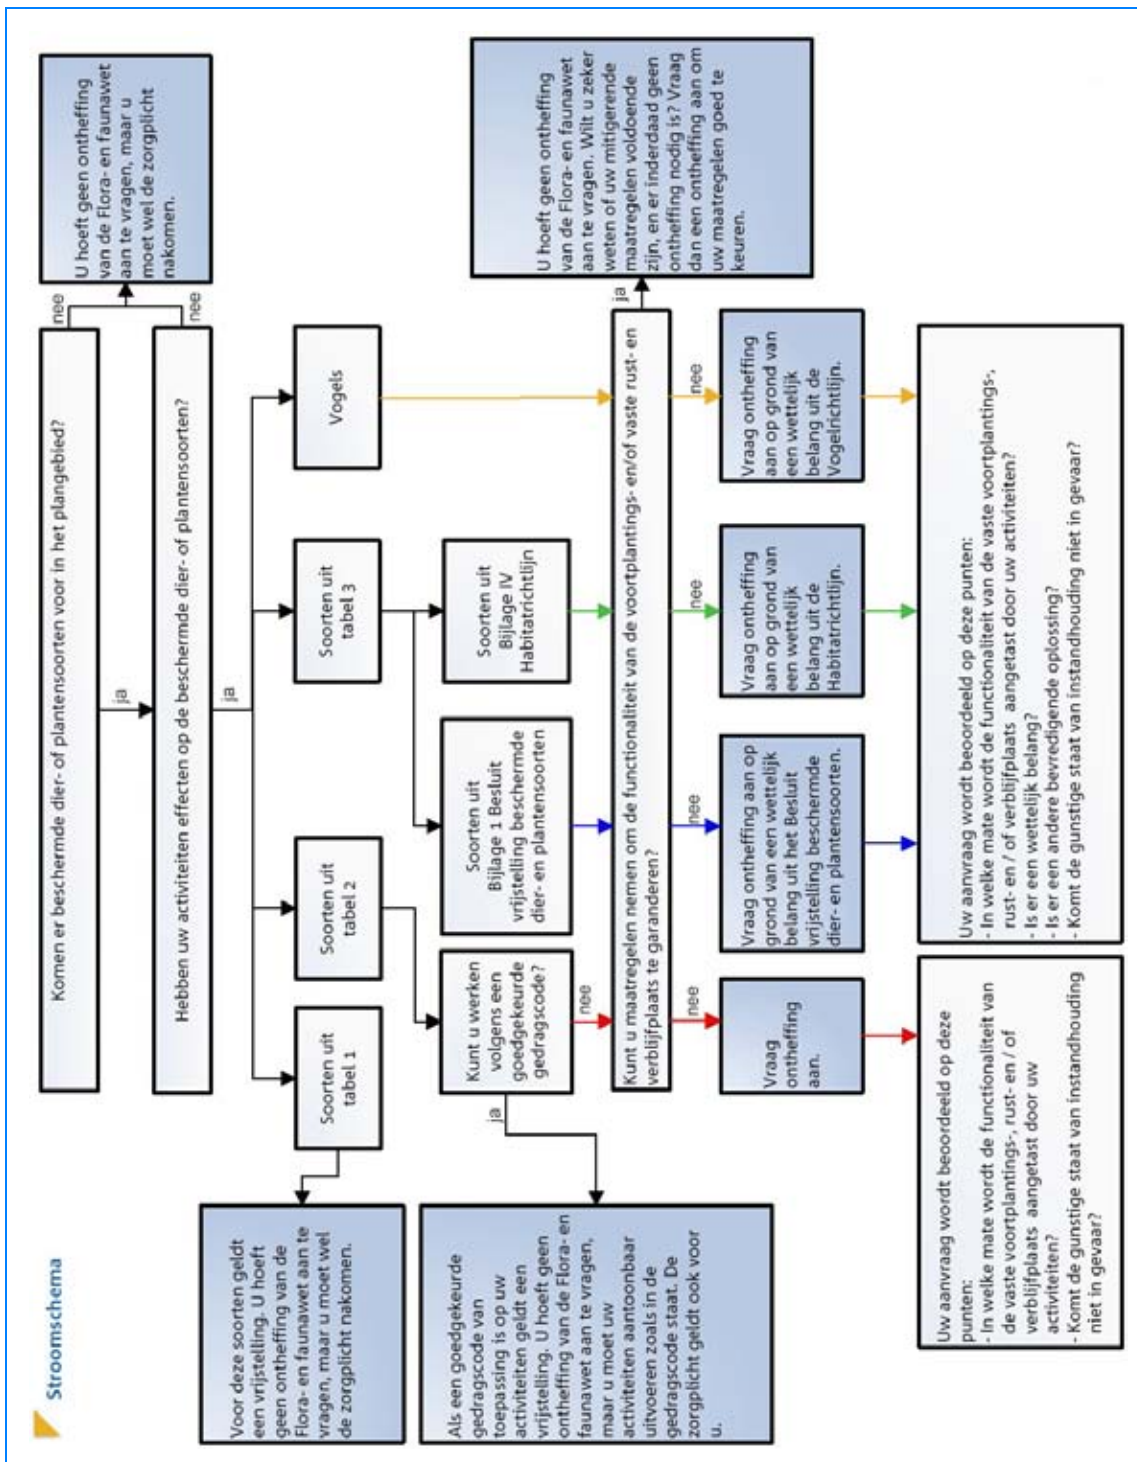 Stroomschema
Komen er beschermde dier- of plantensoorten voor in het plangebied?
nee
U hoeft geen ontheffing
van de Flora- en faunawet
aan te vragen, maar u
moet wel de zorgplicht
nakomen.
ja
Hebben uw activiteiten effecten op de beschermde dier- of plantensoorten?
nee
ja
Soorten uit
tabel 1
Soorten uit
tabel 2
Soorten uit
tabel 3
Vogels
Voor deze soorten geldt
een vrijstelling. U hoeft
geen ontheffing van de
Flora- en faunawet aan te
vragen, maar u moet wel
de zorgplicht nakomen.
Kunt u werken
volgens een
goedgekeurde
gedragscode?
Soorten uit
Bijlage 1 Besluit
vrijstelling beschermde
dier- en plantensoorten
Soorten uit
Bijlage IV
Habitatrichtlijn
ja
nee
Als een goedgekeurde
gedragscode van
toepassing is op uw
activiteiten geldt een
vrijstelling. U hoeft geen
ontheffing van de Flora- en
faunawet aan te vragen,
maar u moet uw
activiteiten aantoonbaar
uitvoeren zoals in de
gedragscode staat. De
zorgplicht geldt ook voor
u.
Kunt u maatregelen nemen om de functionaliteit van de voortplantings- en/of vaste rust- en
verblijfplaats te garanderen?
ja
U hoeft geen ontheffing
van de Flora- en faunawet
aan te vragen. Wilt u zeker
weten of uw mitigerende
maatregelen voldoende
zijn, en er inderdaad geen
ontheffing nodig is? Vraag
dan een ontheffing aan om
uw maatregelen goed te
keuren.
nee
nee
nee
nee
Vraag
ontheffing
aan.
Vraag ontheffing aan op
grond van een wettelijk
belang uit het Besluit
vrijstelling beschermde
dier- en plantensoorten.
Vraag ontheffing
aan op grond van
een wettelijk
belang uit de
Habitatrichtlijn.
Vraag ontheffing
aan op grond van
een wettelijk
belang uit de
Vogelrichtlijn.
Uw aanvraag wordt beoordeeld op deze
punten:
- In welke mate wordt de functionaliteit van
de vaste voortplantings-, rust- en / of
verblijfplaats aangetast door uw
activiteiten?
- Komt de gunstige staat van instandhouding
niet in gevaar?
Uw aanvraag wordt beoordeeld op deze punten:
- In welke mate wordt de functionaliteit van de vaste voortplantings-,
rust- en / of verblijfplaats aangetast door uw activiteiten?
- Is er een wettelijk belang?
- Is er een andere bevredigende oplossing?
- Komt de gunstige staat van instandhouding niet in gevaar?